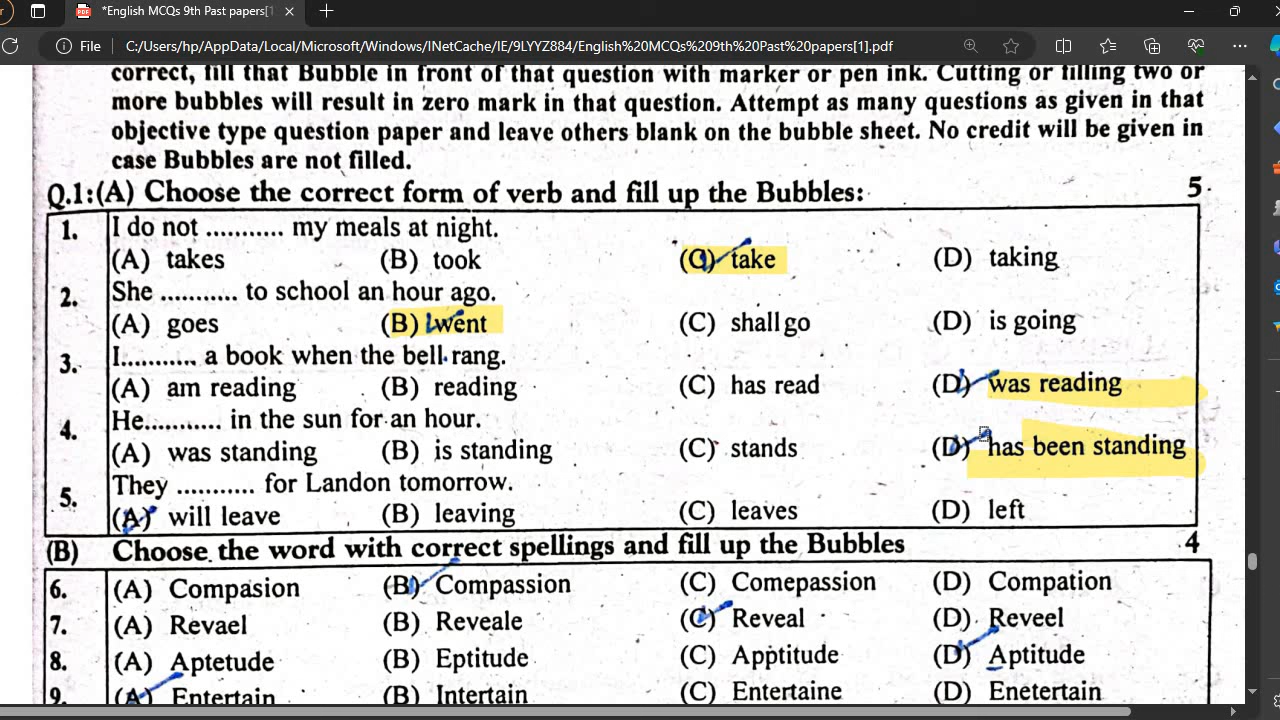 *English MCQs 9th Past papers[1
File C:/Users/hp/AppData/Local/Microsoft/Windows/INetCache/IE/9LYYZ884/English%20MCQs%209th%20Past%20papers[1].pdf
correct, fill that Bubble in front of that question with marker or pen ink. Cutting or filling two or
more bubbles will result in zero mark in that question. Attempt as many questions as given in that
objective type question paper and leave others blank on the bubble sheet. No credit will be given in
case Bubbles are not filled.
Q.1:(A) Choose the correct form of verb and fill up the Bubbles: 5
1. I do not ........... my meals at night.
(A) takes (B) took (C) take (D) taking
2. She ........... to school an hour ago.
(A) goes (B) went (C) shall go (D) is going
3. I........... a book when the bell rang.
(A) am reading (B) reading (C) has read (D) was reading
4. He........... in the sun for an hour.
(A) was standing (B) is standing (C) stands (D) has been standing
5. They ........... for Landon tomorrow.
(A) will leave (B) leaving (C) leaves (D) left
(B) Choose the word with correct spellings and fill up the Bubbles 4
6. (A) Compasion (B) Compassion (C) Comepassion (D) Compation
7. (A) Revael (B) Reveale (C) Reveal (D) Reveel
8. (A) Aptetude (B) Eptitude (C) Apptitude (D) Aptitude
9. (A) Entertain (B) Intertain (C) Entertaine (D) Enetertain